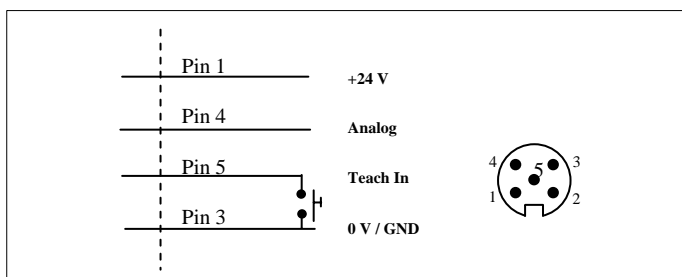 Pin 1 +24 V
Pin 4 Analog
Pin 5 Teach In
Pin 3 0 V / GND
4 5 3
1 2